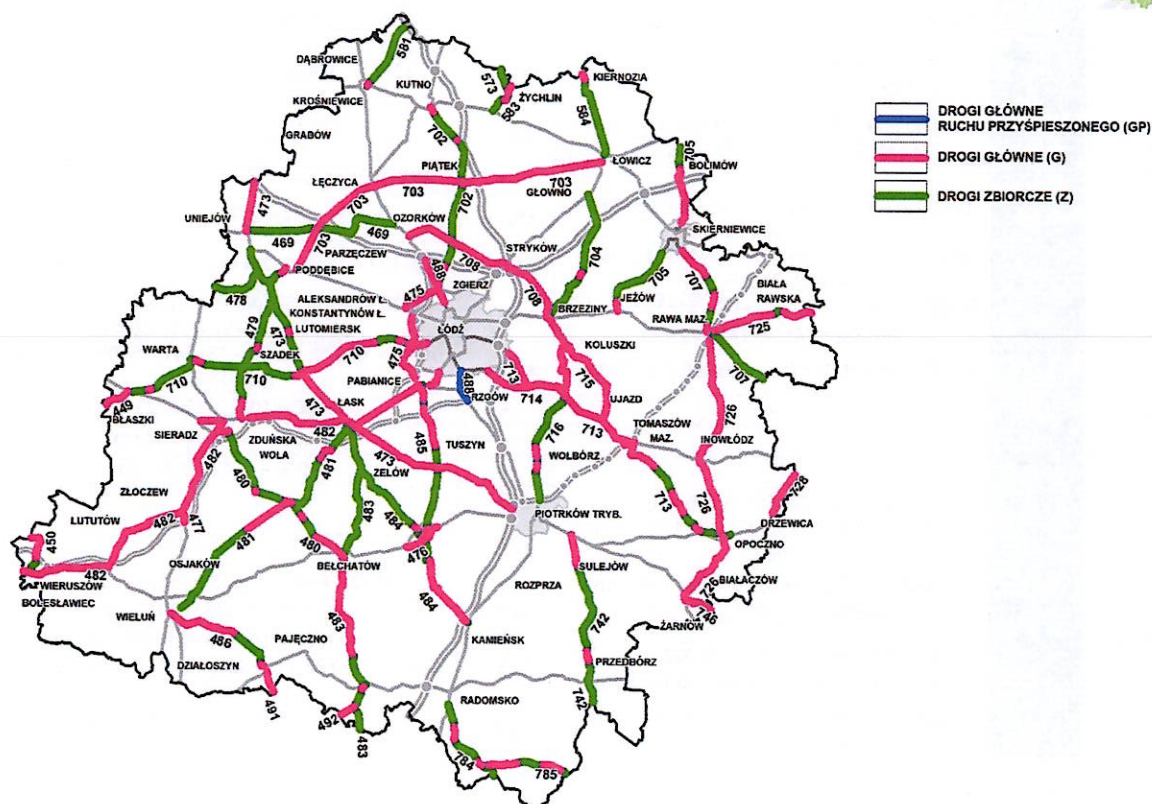 DĄBROWICE
581
KUTNO
KROŚNIEWICE
573
ŻYCHLIN
583
KIERNOZIA
584
GRABÓW
702
PIĄTEK
ŁOWICZ
705
BOLIMÓW
ŁĘCZYCA
703
703
703
703
GŁOWNO
702
UNIEJÓW
473
469
469
OZORKÓW
PARZĘCZEW
STRYKÓW
SKIERNIEWICE
PODDĘBICE
488
ZGIERZ
708
708
704
705
707
BIAŁA
RAWSKA
478
ALEKSANDRÓW Ł.
KONSTANTYNÓW Ł.
LUTOMIERSK
475
BRZEZINY
JEŻÓW
RAWA MAZ.
725
479
473
ŁÓDŹ
WARTA
SZADEK
710
475
KOLUSZKI
707
710
710
PABIANICE
488
RZGÓW
713
714
715
UJAZD
449
BŁASZKI
ŁASK
473
482
726
SIERADZ
ZDUŃSKA
WOLA
485
TUSZYN
713
TOMASZÓW
MAZ.
INOWŁÓDZ
482
481
473
716
WOLBÓRZ
480
ZELÓW
ZŁOCZEW
483
484
713
726
728
LUTUTÓW
482
477
PIOTRKÓW TRYB.
DRZEWICA
450
481
480
476
OPOCZNO
OSJAKÓW
BEŁCHATÓW
SULEJÓW
482
WIERUSZÓW
BOLESŁAWIEC
ROZPRZA
BIAŁACZÓW
726
746
WIELUŃ
484
483
ŻARNÓW
486
PAJĘCZNO
KAMIEŃSK
742
DZIAŁOSZYN
PRZEDBÓRZ
491
492
RADOMSKO
742
483
784
785
DROGI GŁÓWNE
RUCHU PRZYŚPIESZONEGO (GP)
DROGI GŁÓWNE (G)
DROGI ZBIORCZE (Z)